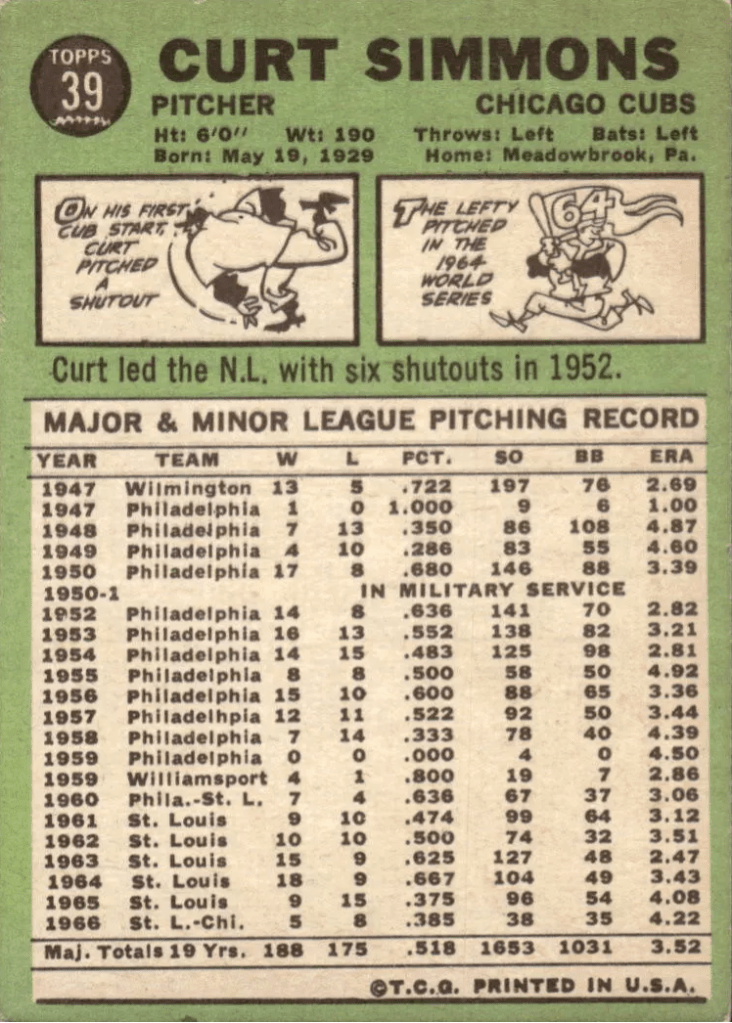 TOPPS
39
CURT SIMMONS
PITCHER CHICAGO CUBS
Ht: 6'0" Wt: 190 Throws: Left Bats: Left
Born: May 19, 1929 Home: Meadowbrook, Pa.
ON HIS FIRST
CUB START,
CURT
PITCHED
A
SHUTOUT
THE LEFTY
PITCHED
IN THE
1964
WORLD
SERIES
64
Curt led the N.L. with six shutouts in 1952.
MAJOR & MINOR LEAGUE PITCHING RECORD
YEAR TEAM W L PCT. SO BB ERA
1947 Wilmington 13 5 .722 197 76 2.69
1947 Philadelphia 1 0 1.000 9 6 1.00
1948 Philadelphia 7 13 .350 86 108 4.87
1949 Philadelphia 4 10 .286 83 55 4.60
1950 Philadelphia 17 8 .680 146 88 3.39
1950-1 IN MILITARY SERVICE
1952 Philadelphia 14 8 .636 141 70 2.82
1953 Philadelphia 16 13 .552 138 82 3.21
1954 Philadelphia 14 15 .483 125 98 2.81
1955 Philadelphia 8 8 .500 58 50 4.92
1956 Philadelphia 15 10 .600 88 65 3.36
1957 Philadelhpia 12 11 .522 92 50 3.44
1958 Philadelphia 7 14 .333 78 40 4.39
1959 Philadelphia 0 0 .000 4 0 4.50
1959 Williamsport 4 1 .800 19 7 2.86
1960 Phila.-St. L. 7 4 .636 67 37 3.06
1961 St. Louis 9 10 .474 99 64 3.12
1962 St. Louis 10 10 .500 74 32 3.51
1963 St. Louis 15 9 .625 127 48 2.47
1964 St. Louis 18 9 .667 104 49 3.43
1965 St. Louis 9 15 .375 96 54 4.08
1966 St. L.-Chi. 5 8 .385 38 35 4.22
Maj. Totals 19 Yrs. 188 175 .518 1653 1031 3.52
©T.C.G. PRINTED IN U.S.A.